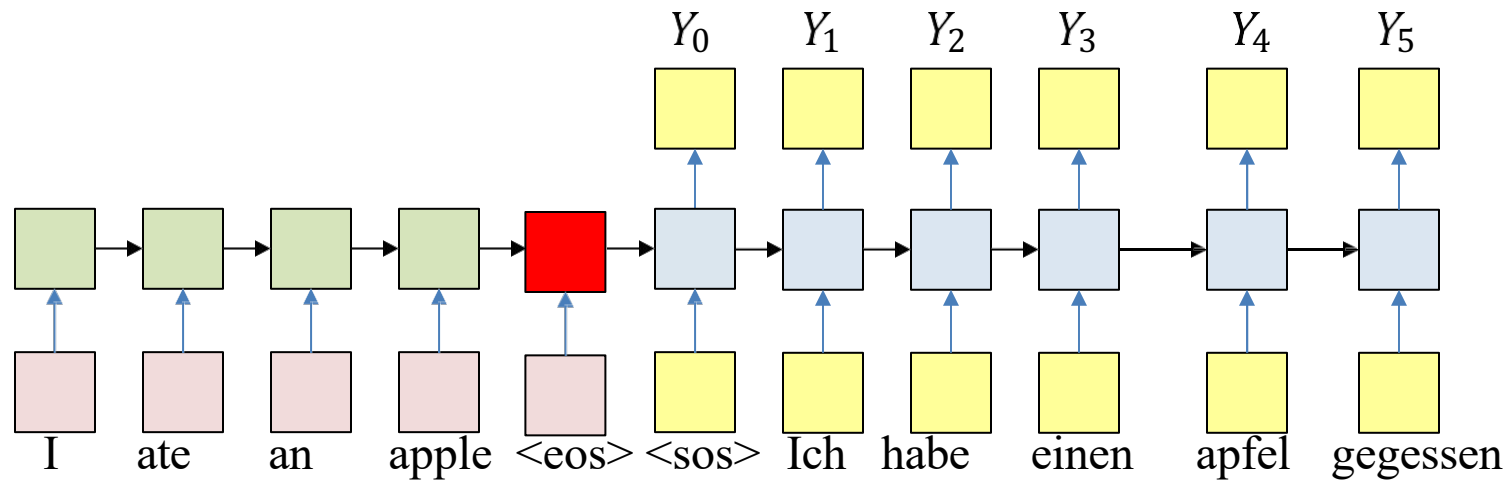 Y₀ Y₁ Y₂ Y₃ Y₄ Y₅
I ate an apple <eos> <sos> Ich habe einen apfel gegessen